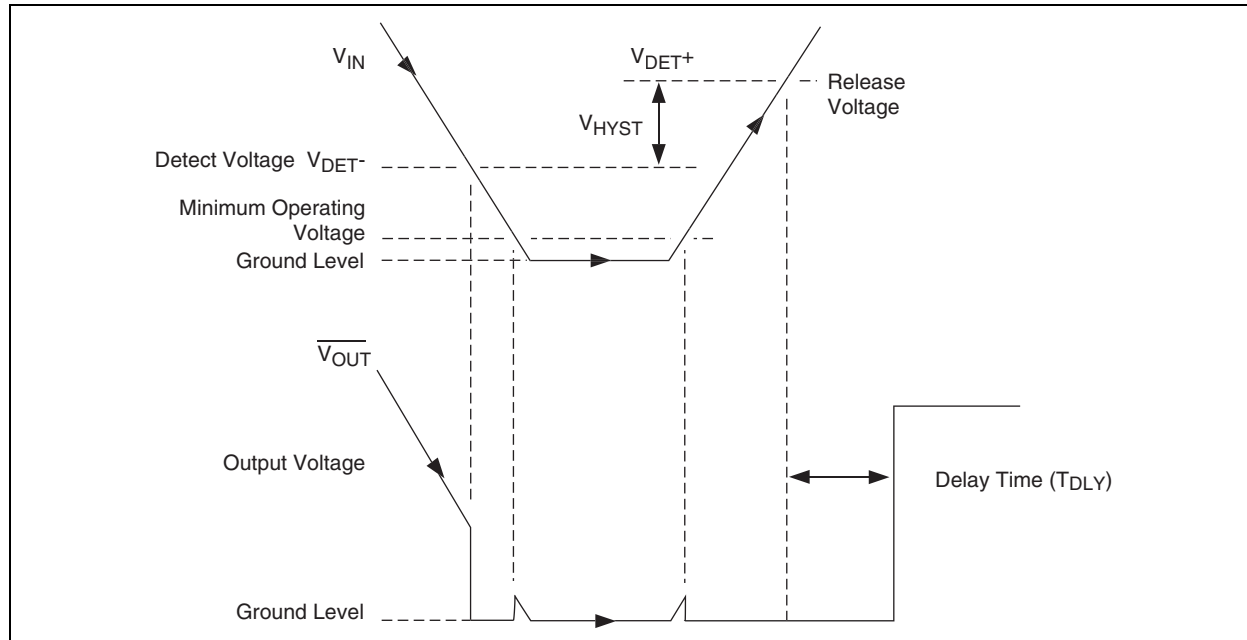 V_IN
V_DET+
Release
Voltage
V_HYST
Detect Voltage V_DET-
Minimum Operating
Voltage
Ground Level
V_OUT
Output Voltage
Delay Time (T_DLY)
Ground Level